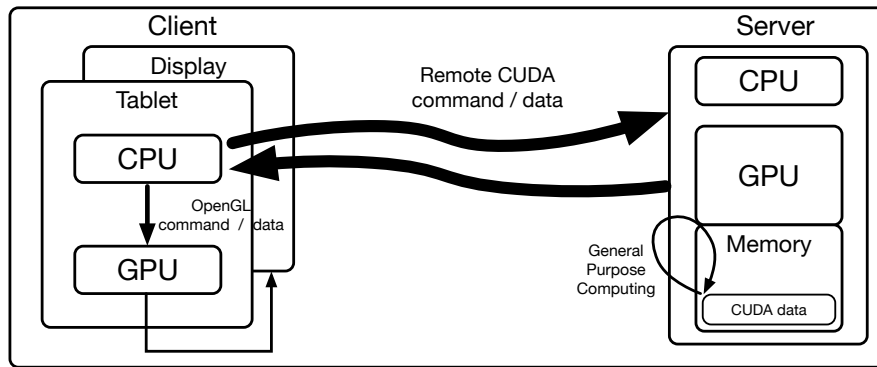 Client
Display
Tablet
CPU
OpenGL
command / data
GPU
Remote CUDA
command / data
Server
CPU
GPU
Memory
General
Purpose
Computing
CUDA data